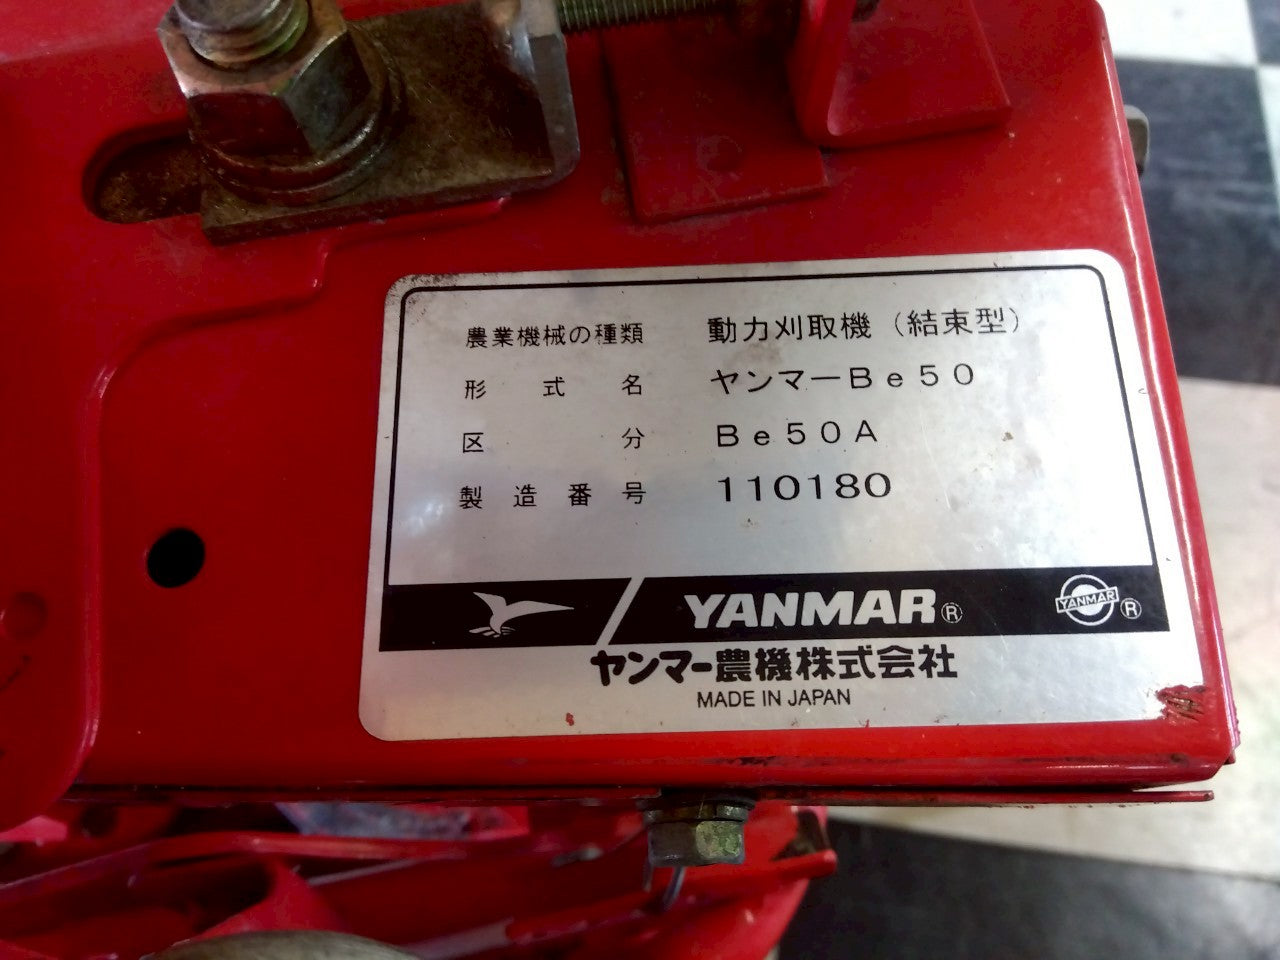 農業機械の種類 動力刈取機（結束型）
形式名 ヤンマーBe50
区分 Be50A
製造番号 110180
YANMAR® YANMAR®
ヤンマー農機株式会社
MADE IN JAPAN